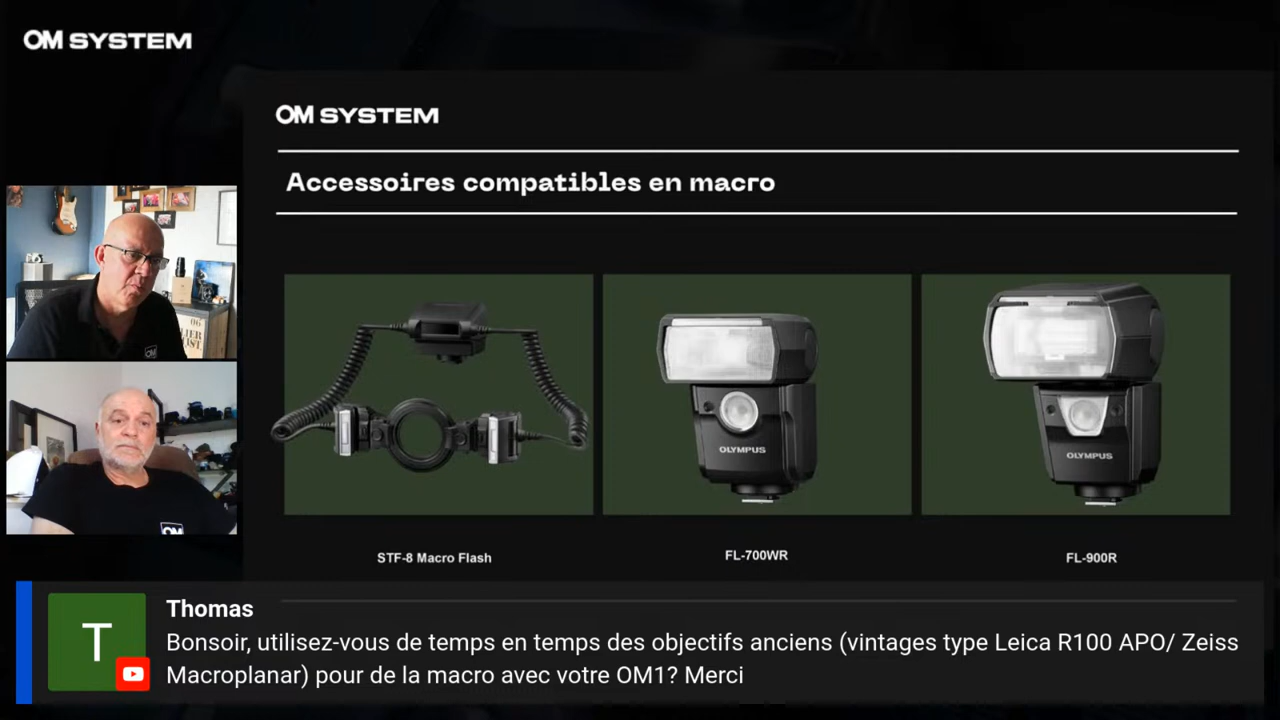 OM SYSTEM
OM SYSTEM
Accessoires compatibles en macro
OLYMPUS
OLYMPUS
STF-8 Macro Flash
FL-700WR
FL-900R
OM
OM
T
Thomas
Bonsoir, utilisez-vous de temps en temps des objectifs anciens (vintages type Leica R100 APO/ Zeiss
Macroplanar) pour de la macro avec votre OM1? Merci